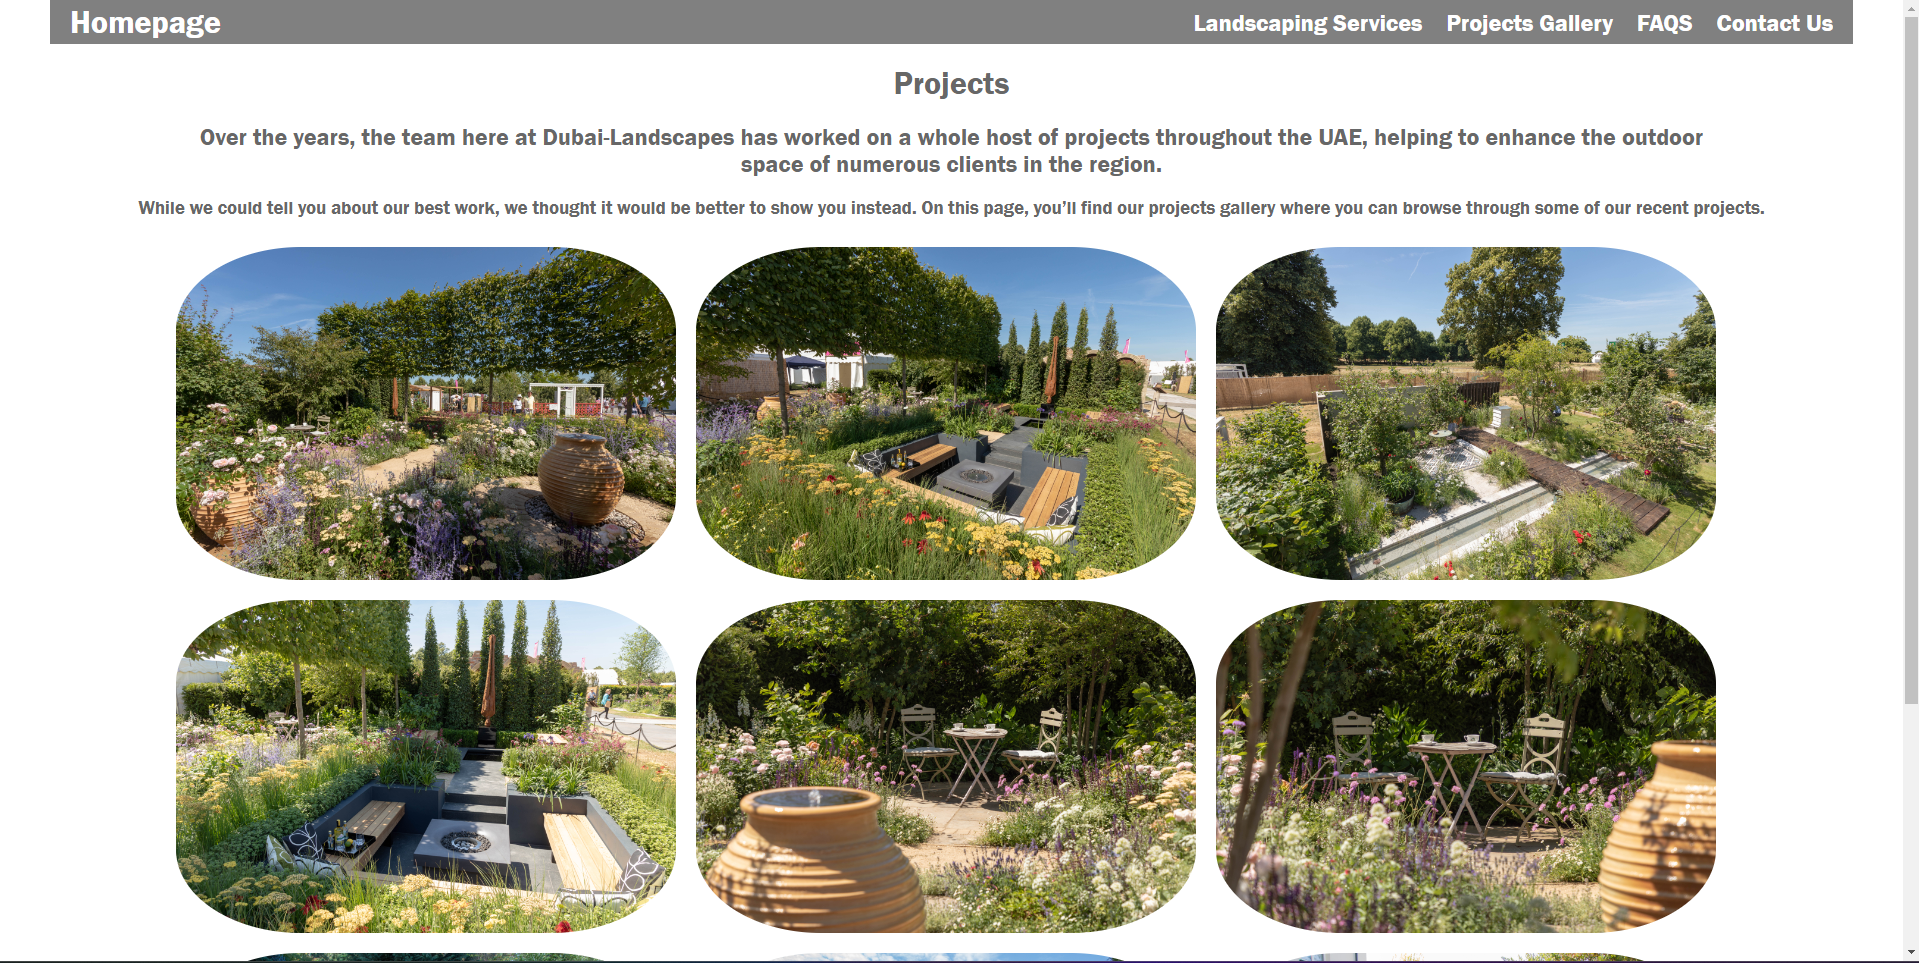 Homepage
Landscaping Services Projects Gallery FAQS Contact Us
Projects
Over the years, the team here at Dubai-Landscapes has worked on a whole host of projects throughout the UAE, helping to enhance the outdoor
space of numerous clients in the region.
While we could tell you about our best work, we thought it would be better to show you instead. On this page, you’ll find our projects gallery where you can browse through some of our recent projects.